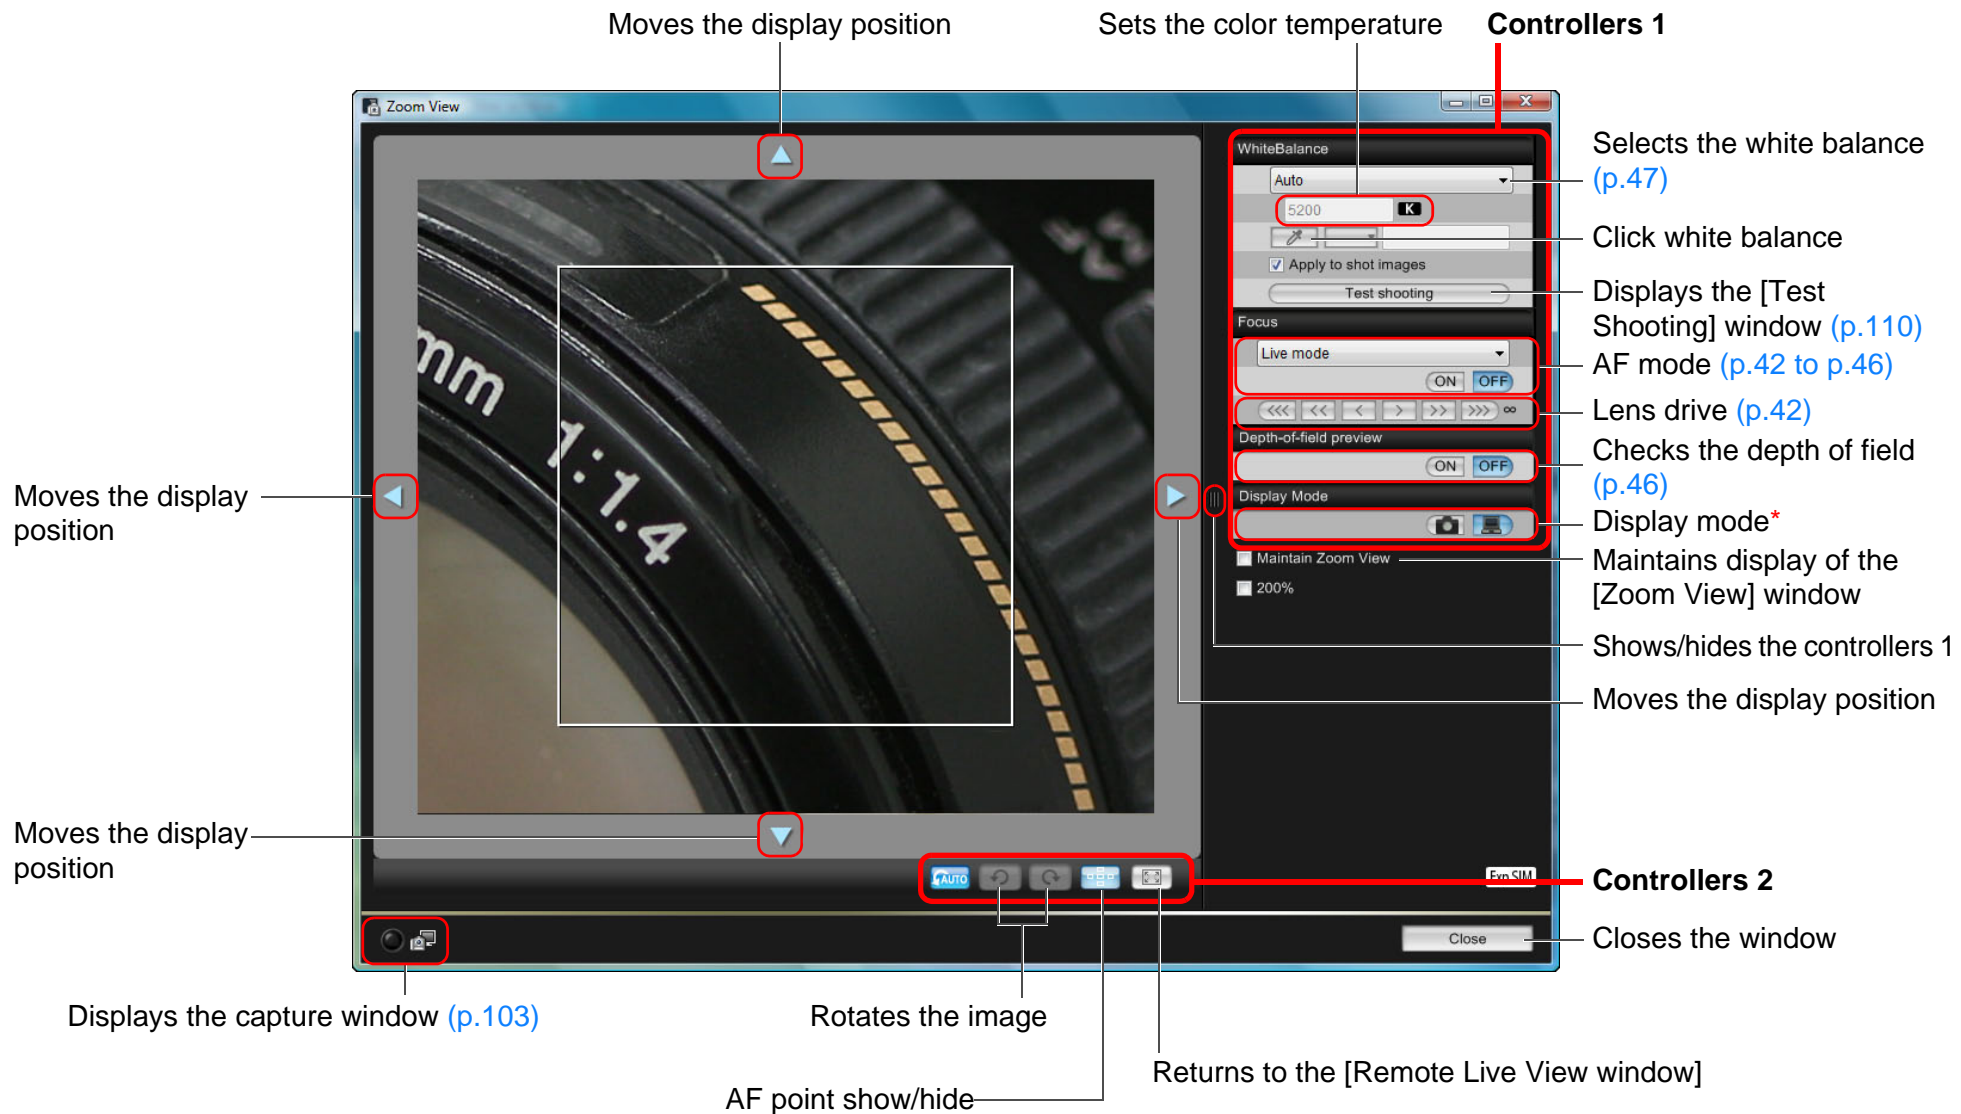 Moves the display position
Sets the color temperature
Controllers 1
Zoom View
WhiteBalance
Auto
5200 K
Apply to shot images
Test shooting
Focus
Live mode
ON OFF
<<< << < > >> >>> ∞
Depth-of-field preview
ON OFF
Display Mode
Maintain Zoom View
200%
Selects the white balance
(p.47)
Click white balance
Displays the [Test
Shooting] window (p.110)
AF mode (p.42 to p.46)
Lens drive (p.42)
Checks the depth of field
(p.46)
Display mode*
Maintains display of the
[Zoom View] window
Shows/hides the controllers 1
Moves the display position
mm 1:1.4
Moves the display
position
Moves the display
position
AUTO
Exp.SIM
Controllers 2
Close
Closes the window
Displays the capture window (p.103)
Rotates the image
Returns to the [Remote Live View window]
AF point show/hide